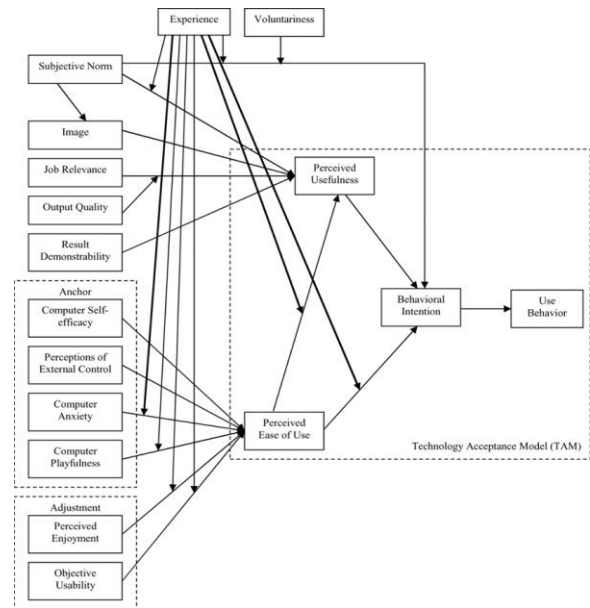 Experience
Voluntariness
Subjective Norm
Image
Job Relevance
Output Quality
Result
Demonstrability
Perceived
Usefulness
Anchor
Computer Self-
efficacy
Perceptions of
External Control
Computer
Anxiety
Computer
Playfulness
Behavioral
Intention
Use
Behavior
Perceived
Ease of Use
Technology Acceptance Model (TAM)
Adjustment
Perceived
Enjoyment
Objective
Usability